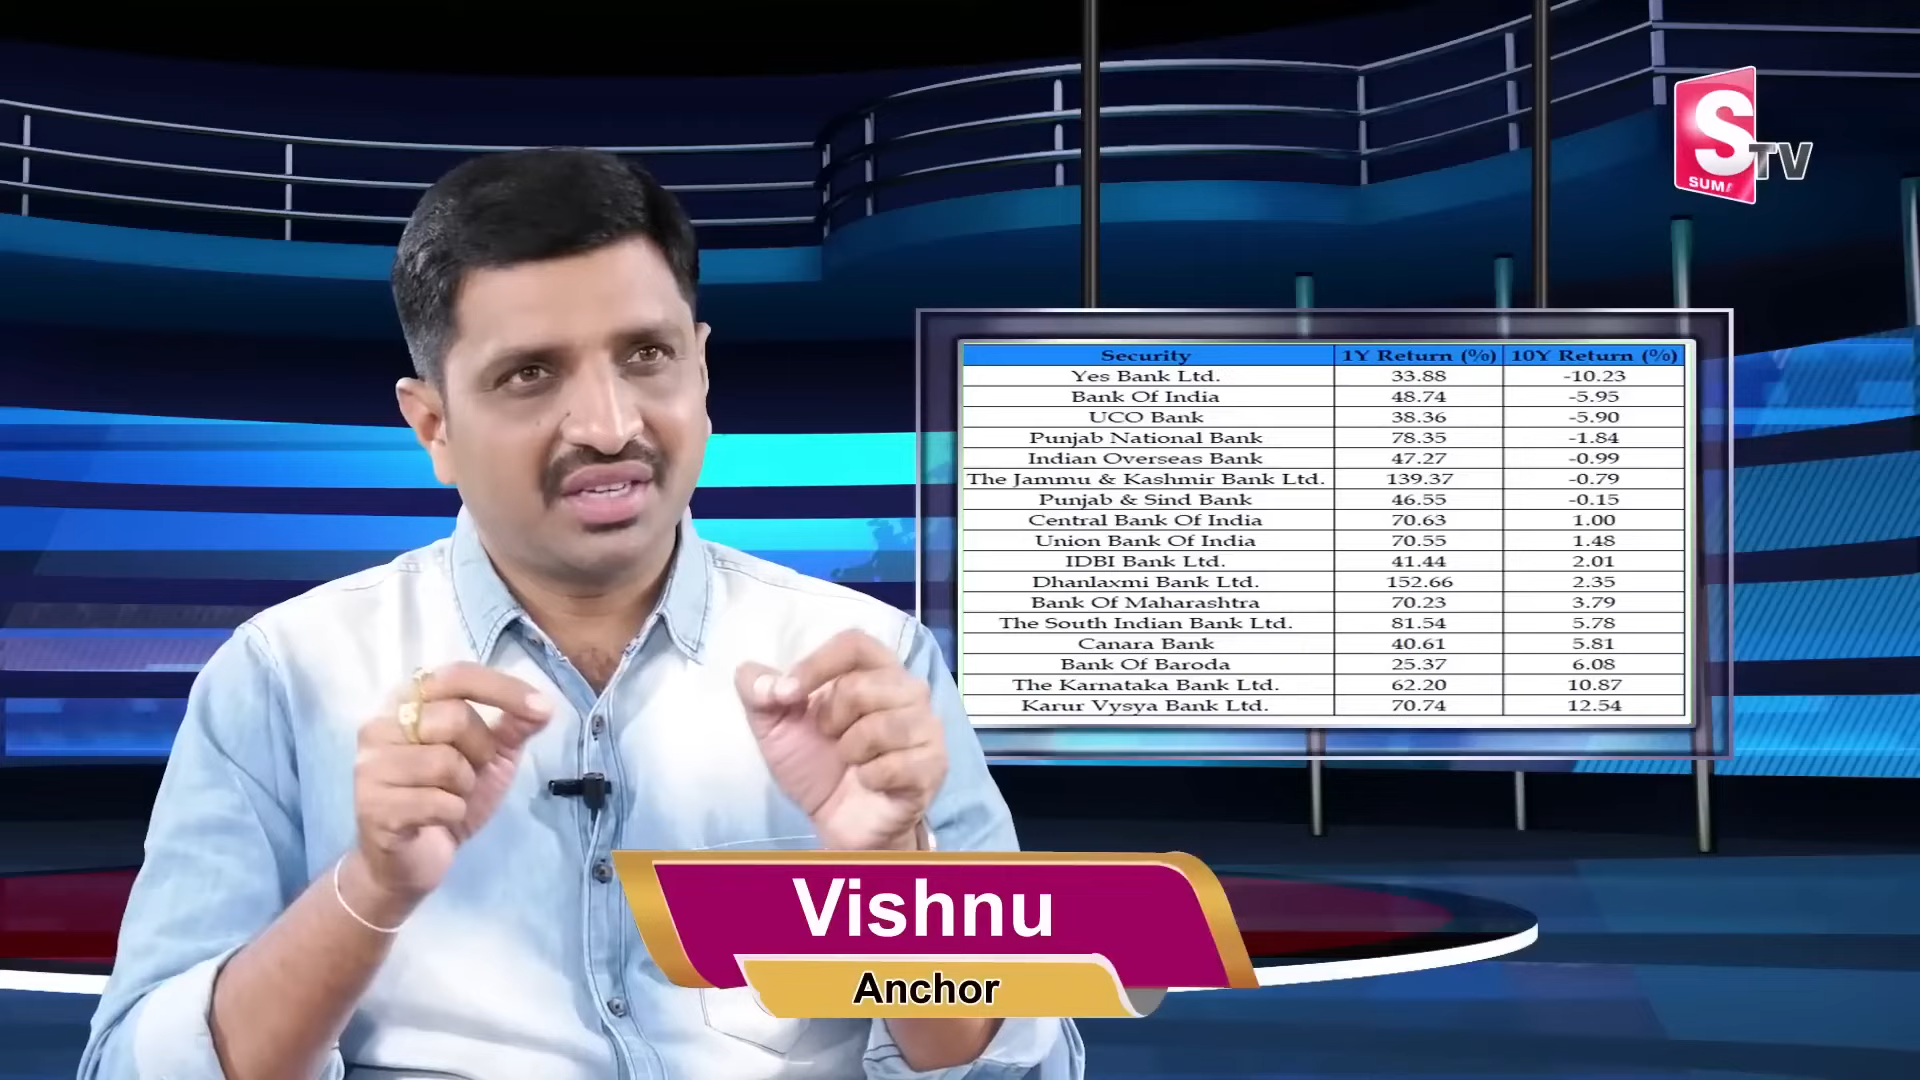 S
TV
SUMA
Security 1Y Return (%) 10Y Return (%)
Yes Bank Ltd. 33.88 -10.23
Bank Of India 48.74 -5.95
UCO Bank 38.36 -5.90
Punjab National Bank 78.35 -1.84
Indian Overseas Bank 47.27 -0.99
The Jammu & Kashmir Bank Ltd. 139.37 -0.79
Punjab & Sind Bank 46.55 -0.15
Central Bank Of India 70.63 1.00
Union Bank Of India 70.55 1.48
IDBI Bank Ltd. 41.44 2.01
Dhanlaxmi Bank Ltd. 152.66 2.35
Bank Of Maharashtra 70.23 3.79
The South Indian Bank Ltd. 81.54 5.78
Canara Bank 40.61 5.81
Bank Of Baroda 25.37 6.08
The Karnataka Bank Ltd. 62.20 10.87
Karur Vysya Bank Ltd. 70.74 12.54
Vishnu
Anchor